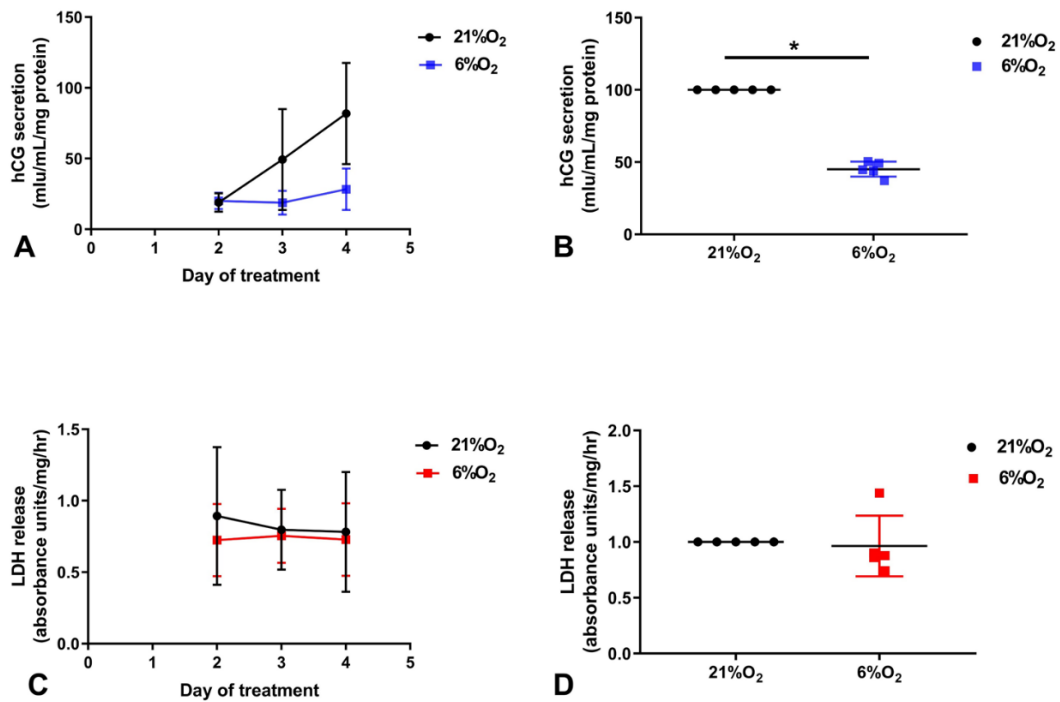 150
100
50
0
hCG secretion
(mlu/mL/mg protein)
0 1 2 3 4 5
Day of treatment
21%O₂
6%O₂
A
150
100
50
0
hCG secretion
(mlu/mL/mg protein)
*
21%O₂ 6%O₂
21%O₂
6%O₂
B
1.5
1.0
0.5
0.0
LDH release
(absorbance units/mg/hr)
0 1 2 3 4 5
Day of treatment
21%O₂
6%O₂
C
2.0
1.5
1.0
0.5
0.0
LDH release
(absorbance units/mg/hr)
21%O₂ 6%O₂
21%O₂
6%O₂
D